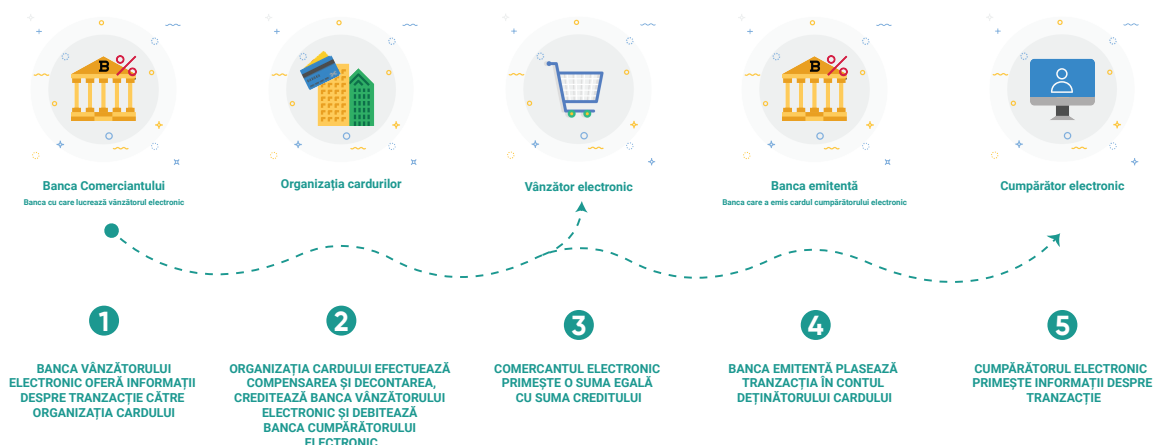 B
B
Banca Comerciantului
Banca cu care lucrează vânzătorul electronic
Organizația cardurilor
Vânzător electronic
Banca emitentă
Banca care a emis cardul cumpărătorului electronic
Cumpărător electronic
1
BANCA VÂNZĂTORULUI
ELECTRONIC OFERĂ INFORMAȚII
DESPRE TRANZACȚIE CĂTRE
ORGANIZAȚIA CARDULUI
2
ORGANIZAȚIA CARDULUI EFECTUEAZĂ
COMPENSAREA ȘI DECONTAREA,
CREDITEAZĂ BANCA VÂNZĂTORULUI
ELECTRONIC ȘI DEBITEAZĂ
BANCA CUMPĂRĂTORULUI
ELECTRONIC
3
COMERCANTUL ELECTRONIC
PRIMEȘTE O SUMA EGALĂ
CU SUMA CREDITULUI
4
BANCA EMITENTĂ PLASEAZĂ
TRANZACȚIA ÎN CONTUL
DEȚINĂTORULUI CARDULUI
5
CUMPĂRĂTORUL ELECTRONIC
PRIMEȘTE INFORMAȚII DESPRE
TRANZACȚIE